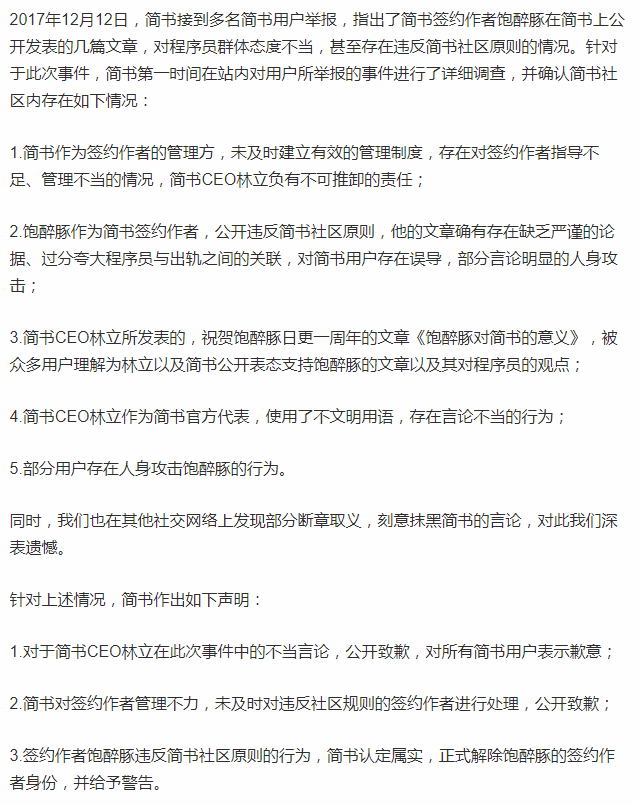 2017年12月12日，简书接到多名简书用户举报，指出了简书签约作者饱醉豚在简书上公
开发表的几篇文章，对程序员群体态度不当，甚至存在违反简书社区原则的情况。针对
于此次事件，简书第一时间在站内对用户所举报的事件进行了详细调查，并确认简书社
区内存在如下情况：
1.简书作为签约作者的管理方，未及时建立有效的管理制度，存在对签约作者指导不
足、管理不当的情况，简书CEO林立负有不可推卸的责任；
2.饱醉豚作为简书签约作者，公开违反简书社区原则，他的文章确有存在缺乏严谨的论
据、过分夸大程序员与出轨之间的关联，对简书用户存在误导，部分言论明显的人身攻
击；
3.简书CEO林立所发表的，祝贺饱醉豚日更一周年的文章《饱醉豚对简书的意义》，被
众多用户理解为林立以及简书公开表态支持饱醉豚的文章以及其对程序员的观点；
4.简书CEO林立作为简书官方代表，使用了不文明用语，存在言论不当的行为；
5.部分用户存在人身攻击饱醉豚的行为。
同时，我们也在其他社交网络上发现部分断章取义，刻意抹黑简书的言论，对此我们深
表遗憾。
针对上述情况，简书作出如下声明：
1.对于简书CEO林立在此次事件中的不当言论，公开致歉，对所有简书用户表示歉意；
2.简书对签约作者管理不力，未及时对违反社区规则的签约作者进行处理，公开致歉；
3.签约作者饱醉豚违反简书社区原则的行为，简书认定属实，正式解除饱醉豚的签约作
者身份，并给予警告。